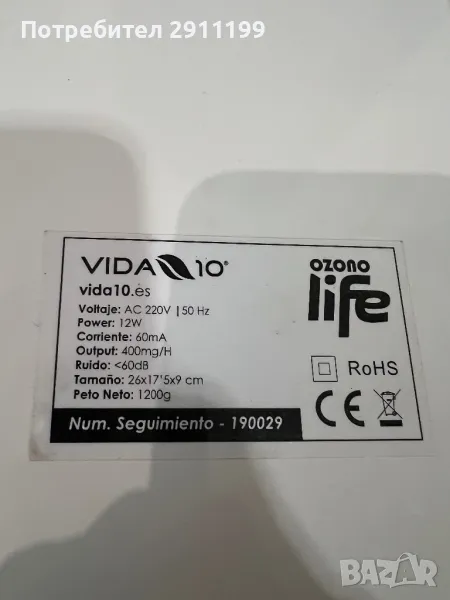 Потребител 2911199
VIDA 10®
vida10.es
Voltaje: AC 220V | 50 Hz
Power: 12W
Corriente: 60mA
Output: 400mg/H
Ruido: <60dB
Tamaño: 26x17'5x9 cm
Peto Neto: 1200g
Num. Seguimiento - 190029
ozono
life
RoHS
CE
BAZAR